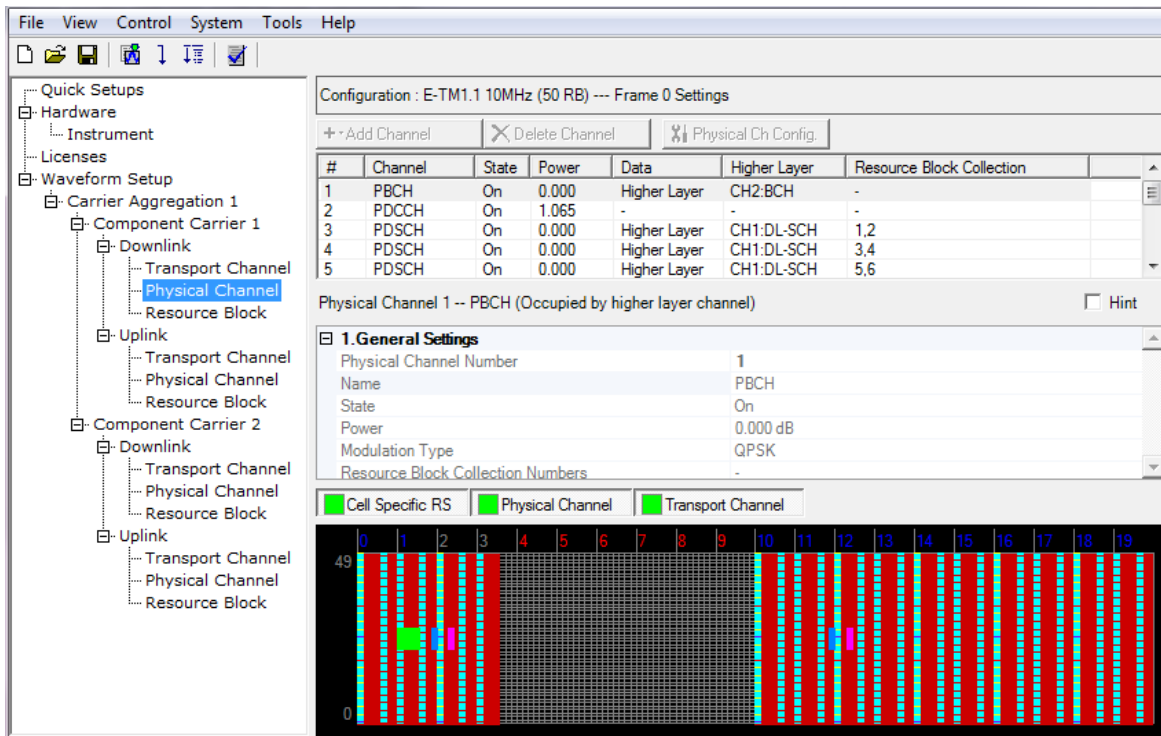 File View Control System Tools Help
Quick Setups
Hardware
Instrument
Licenses
Waveform Setup
Carrier Aggregation 1
Component Carrier 1
Downlink
Transport Channel
Physical Channel
Resource Block
Uplink
Transport Channel
Physical Channel
Resource Block
Component Carrier 2
Downlink
Transport Channel
Physical Channel
Resource Block
Uplink
Transport Channel
Physical Channel
Resource Block
Configuration : E-TM1.1 10MHz (50 RB) --- Frame 0 Settings
Add Channel Delete Channel Physical Ch Config.
# Channel State Power Data Higher Layer Resource Block Collection
1 PBCH On 0.000 Higher Layer CH2:BCH -
2 PDCCH On 1.065 - - -
3 PDSCH On 0.000 Higher Layer CH1:DL-SCH 1,2
4 PDSCH On 0.000 Higher Layer CH1:DL-SCH 3,4
5 PDSCH On 0.000 Higher Layer CH1:DL-SCH 5,6
Physical Channel 1 -- PBCH (Occupied by higher layer channel) Hint
1.General Settings
Physical Channel Number 1
Name PBCH
State On
Power 0.000 dB
Modulation Type QPSK
Resource Block Collection Numbers -
Cell Specific RS Physical Channel Transport Channel
0 1 2 3 4 5 6 7 8 9 10 11 12 13 14 15 16 17 18 19
49
0